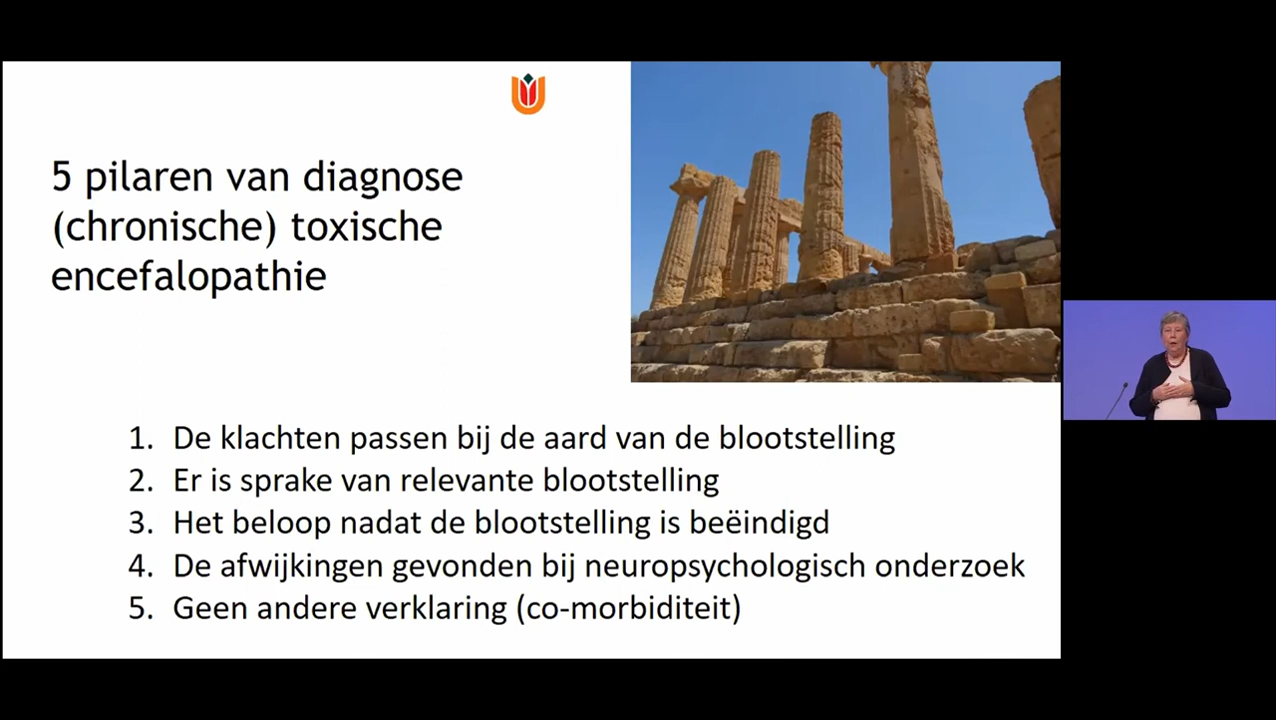 5 pilaren van diagnose
(chronische) toxische
encefalopathie
1. De klachten passen bij de aard van de blootstelling
2. Er is sprake van relevante blootstelling
3. Het beloop nadat de blootstelling is beëindigd
4. De afwijkingen gevonden bij neuropsychologisch onderzoek
5. Geen andere verklaring (co-morbiditeit)